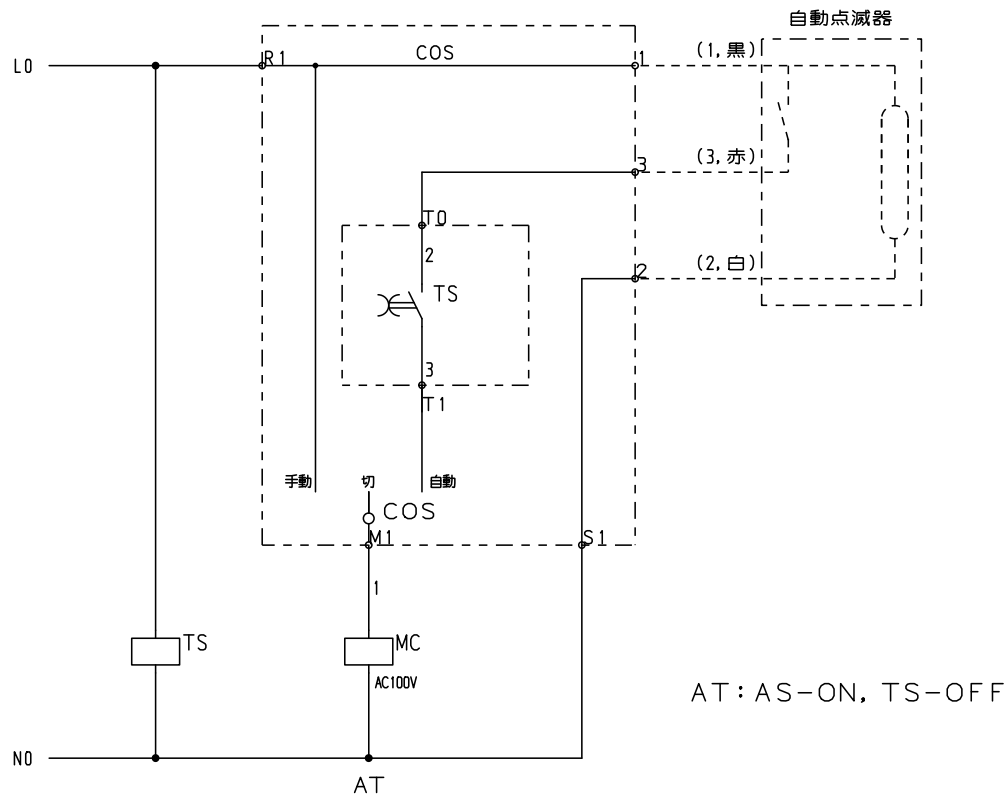 自動点滅器
L0
R1
COS
1
(1,黒)
3
(3,赤)
T0
2
TS
2
(2,白)
3
T1
手動
切
自動
COS
M1
S1
1
TS
MC
AC100V
AT:AS-ON, TS-OFF
N0
AT